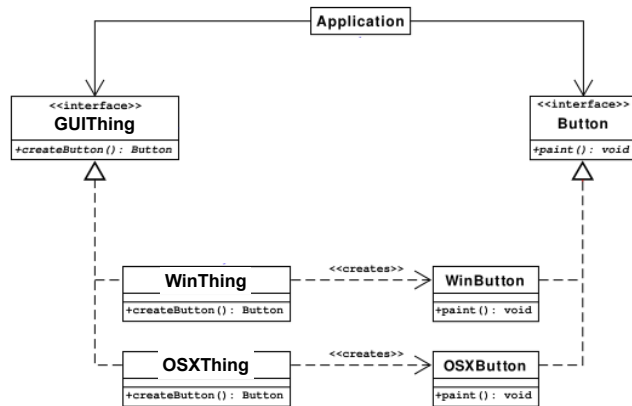 Application
<<interface>>
GUIThing
+createButton(): Button
<<interface>>
Button
+paint(): void
WinThing
+createButton(): Button
<<creates>>
WinButton
+paint(): void
OSXThing
+createButton(): Button
<<creates>>
OSXButton
+paint(): void